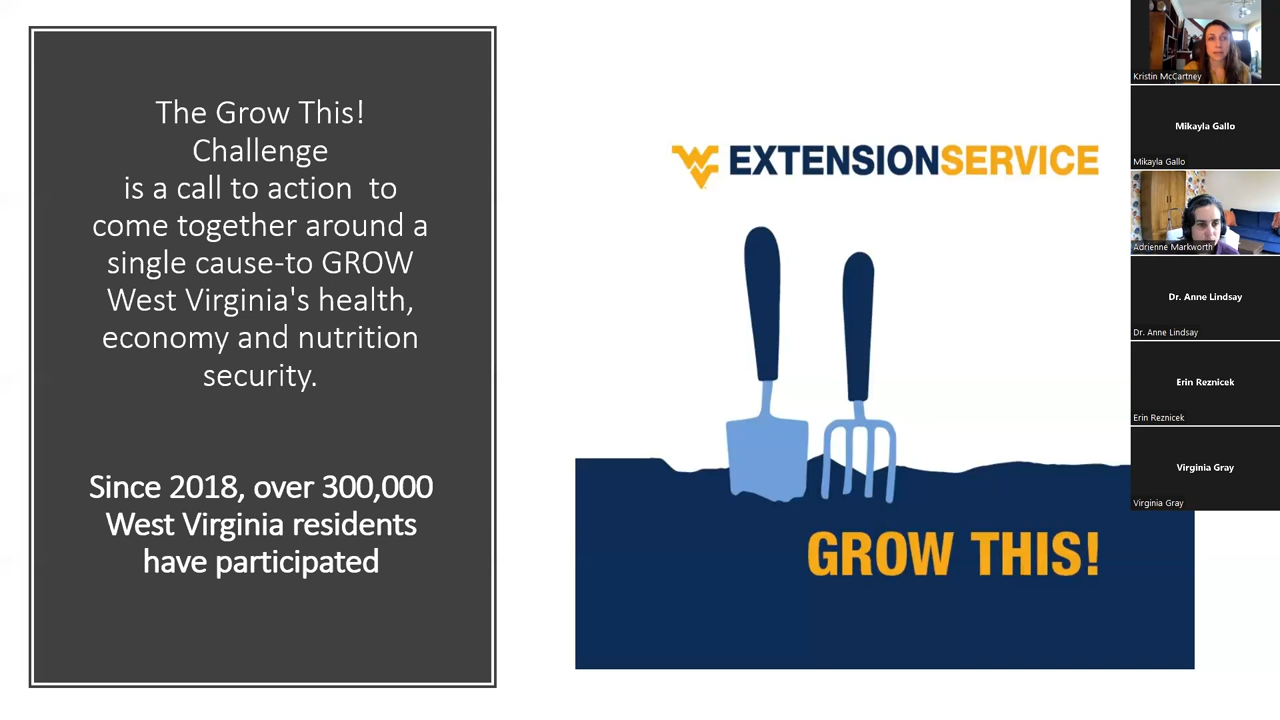 The Grow This!
Challenge
is a call to action  to
come together around a
single cause-to GROW
West Virginia's health,
economy and nutrition
security.
Since 2018, over 300,000
West Virginia residents
have participated
WV EXTENSIONSERVICE
GROW THIS!
Kristin McCartney
Mikayla Gallo
Mikayla Gallo
Adrienne Markworth
Dr. Anne Lindsay
Dr. Anne Lindsay
Erin Reznicek
Erin Reznicek
Virginia Gray
Virginia Gray